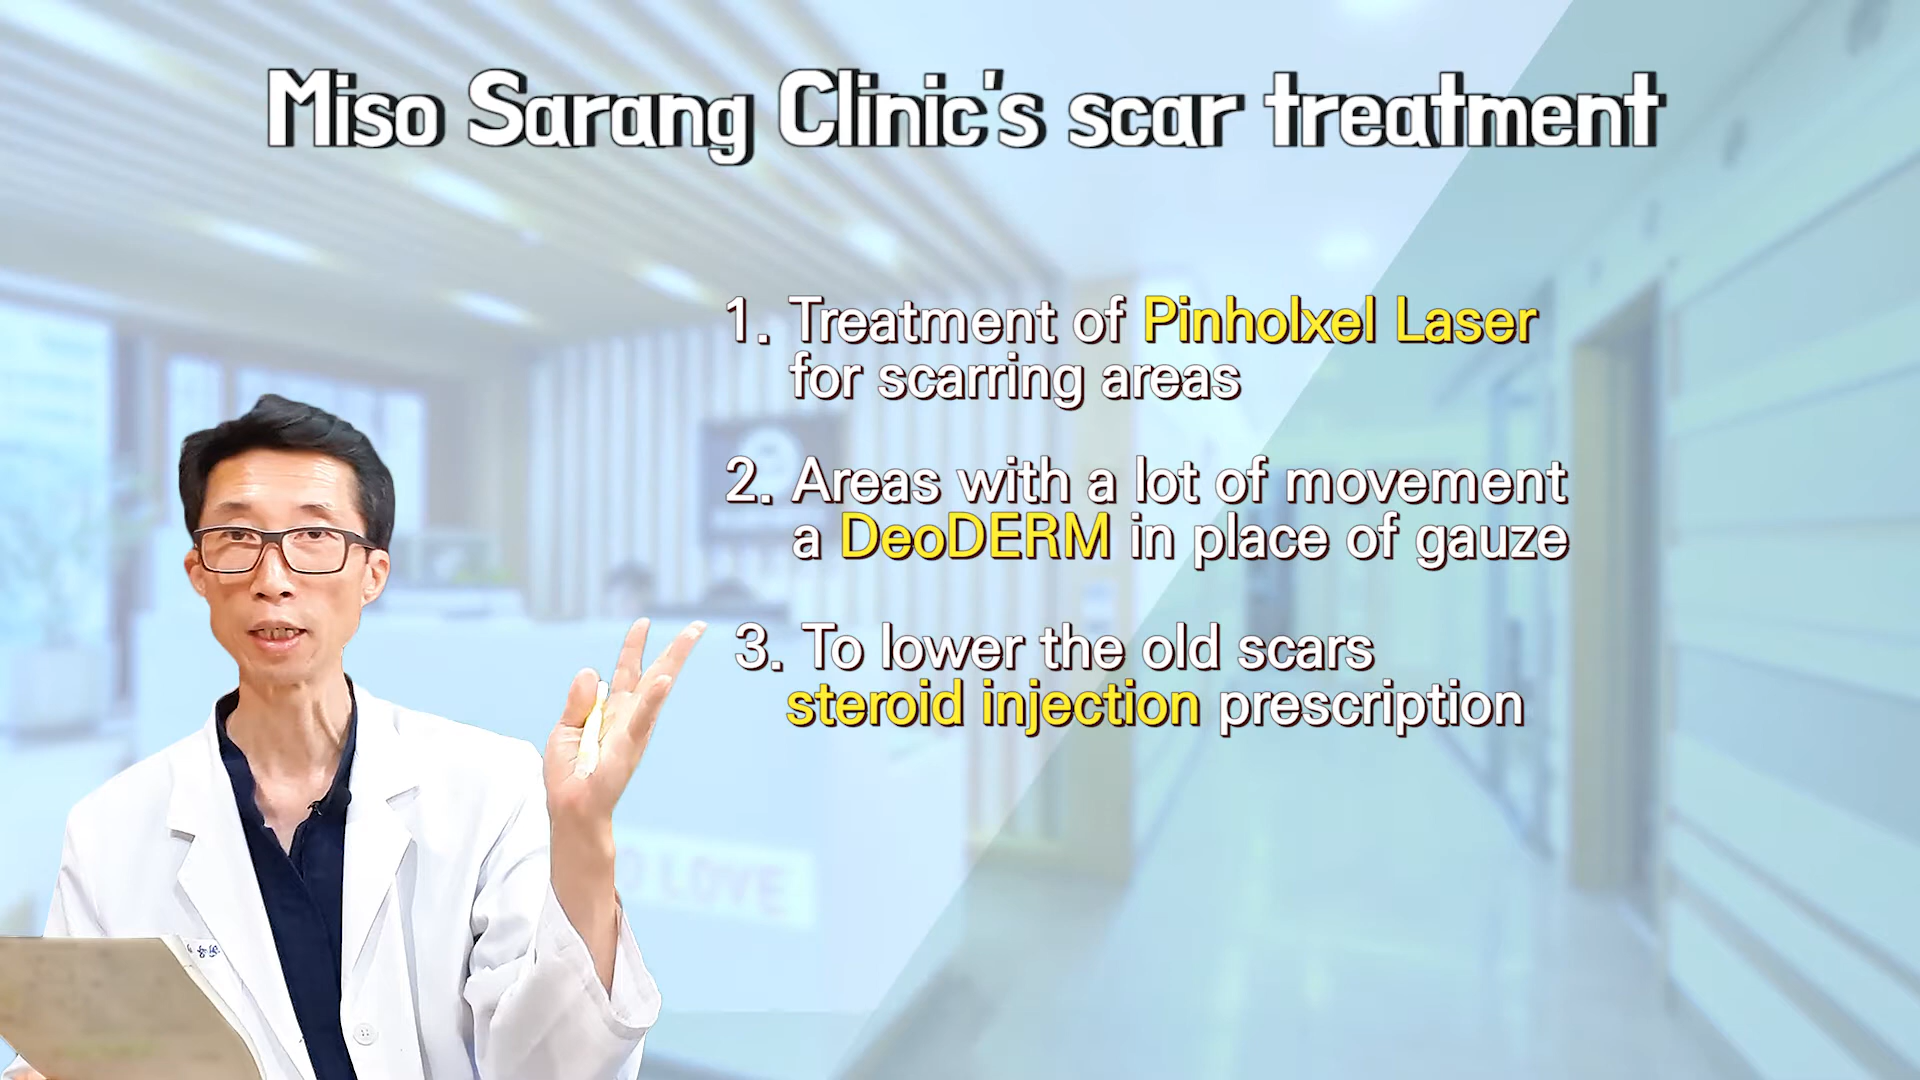 Miso Sarang Clinic's scar treatment
1. Treatment of Pinholxel Laser
for scarring areas
2. Areas with a lot of movement
a DeoDERM in place of gauze
3. To lower the old scars
steroid injection prescription
LOVE